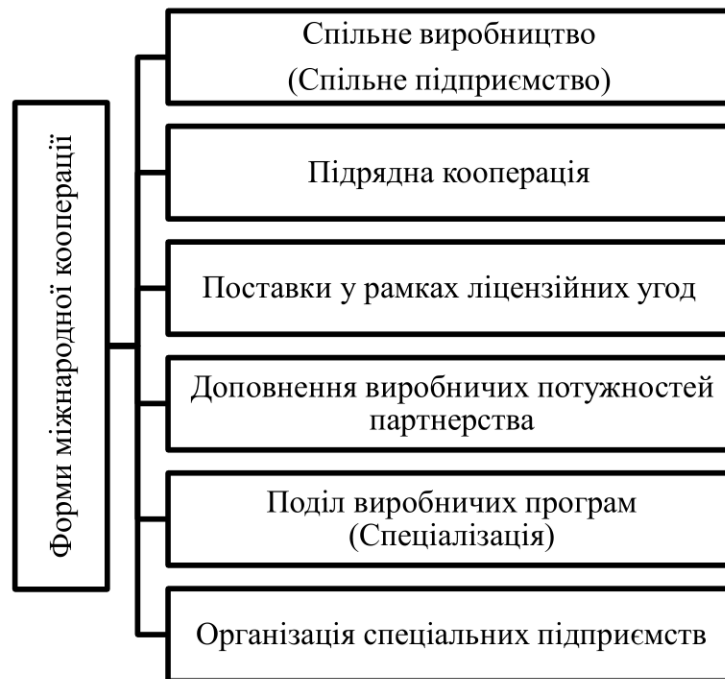 Форми міжнародної кооперації
Спільне виробництво
(Спільне підприємство)
Підрядна кооперація
Поставки у рамках ліцензійних угод
Доповнення виробничих потужностей
партнерства
Поділ виробничих програм
(Спеціалізація)
Організація спеціальних підприємств